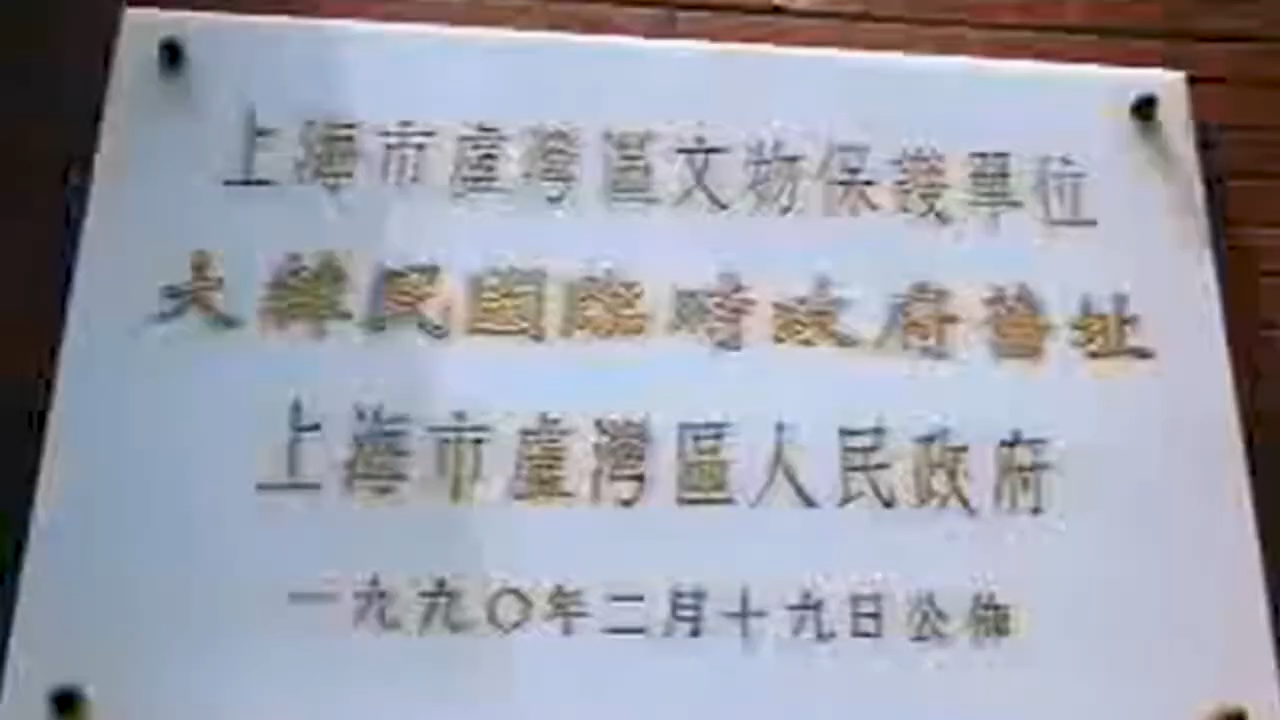 上海市盧灣區文物保護單位
大韓民國臨時政府舊址
上海市盧灣區人民政府
一九九〇年二月十九日公佈